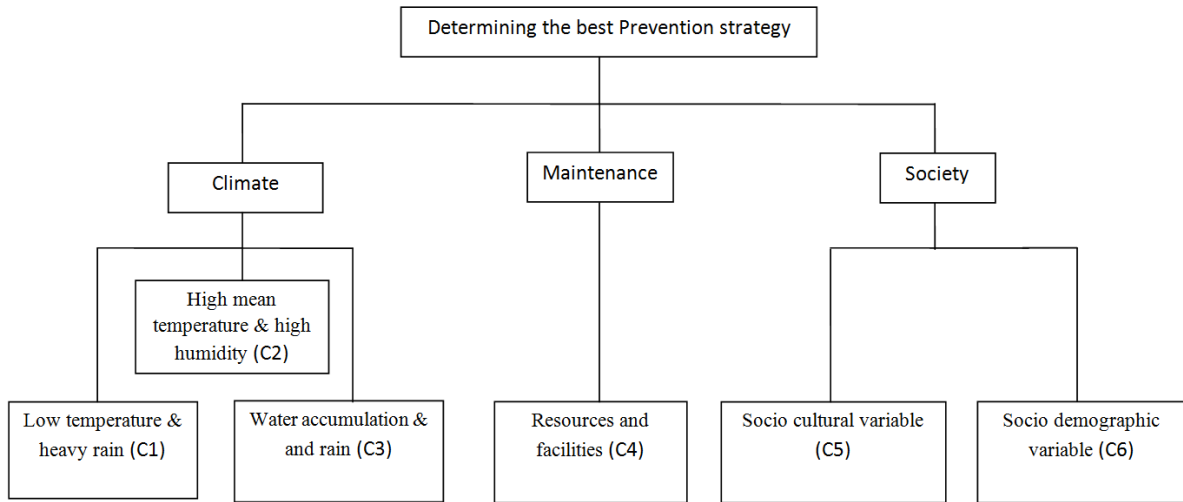 Determining the best Prevention strategy
Climate
Maintenance
Society
High mean
temperature & high
humidity (C2)
Low temperature &
heavy rain (C1)
Water accumulation &
and rain (C3)
Resources and
facilities (C4)
Socio cultural variable
(C5)
Socio demographic
variable (C6)